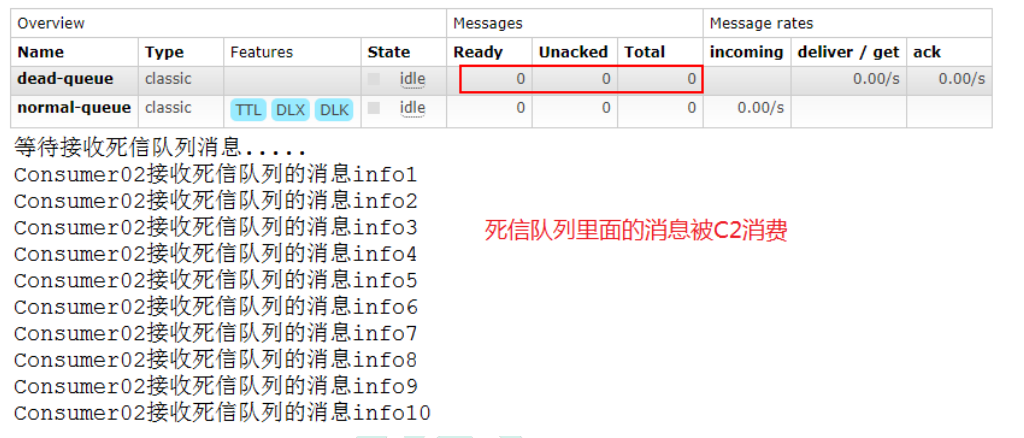 Overview Messages Message rates
Name Type Features State Ready Unacked Total incoming deliver / get ack
dead-queue classic idle 0 0 0 0.00/s 0.00/s
normal-queue classic TTL DLX DLK idle 0 0 0 0.00/s
等待接收死信队列消息.....
Consumer02接收死信队列的消息info1
Consumer02接收死信队列的消息info2
Consumer02接收死信队列的消息info3
死信队列里面的消息被C2消费
Consumer02接收死信队列的消息info4
Consumer02接收死信队列的消息info5
Consumer02接收死信队列的消息info6
Consumer02接收死信队列的消息info7
Consumer02接收死信队列的消息info8
Consumer02接收死信队列的消息info9
Consumer02接收死信队列的消息info10